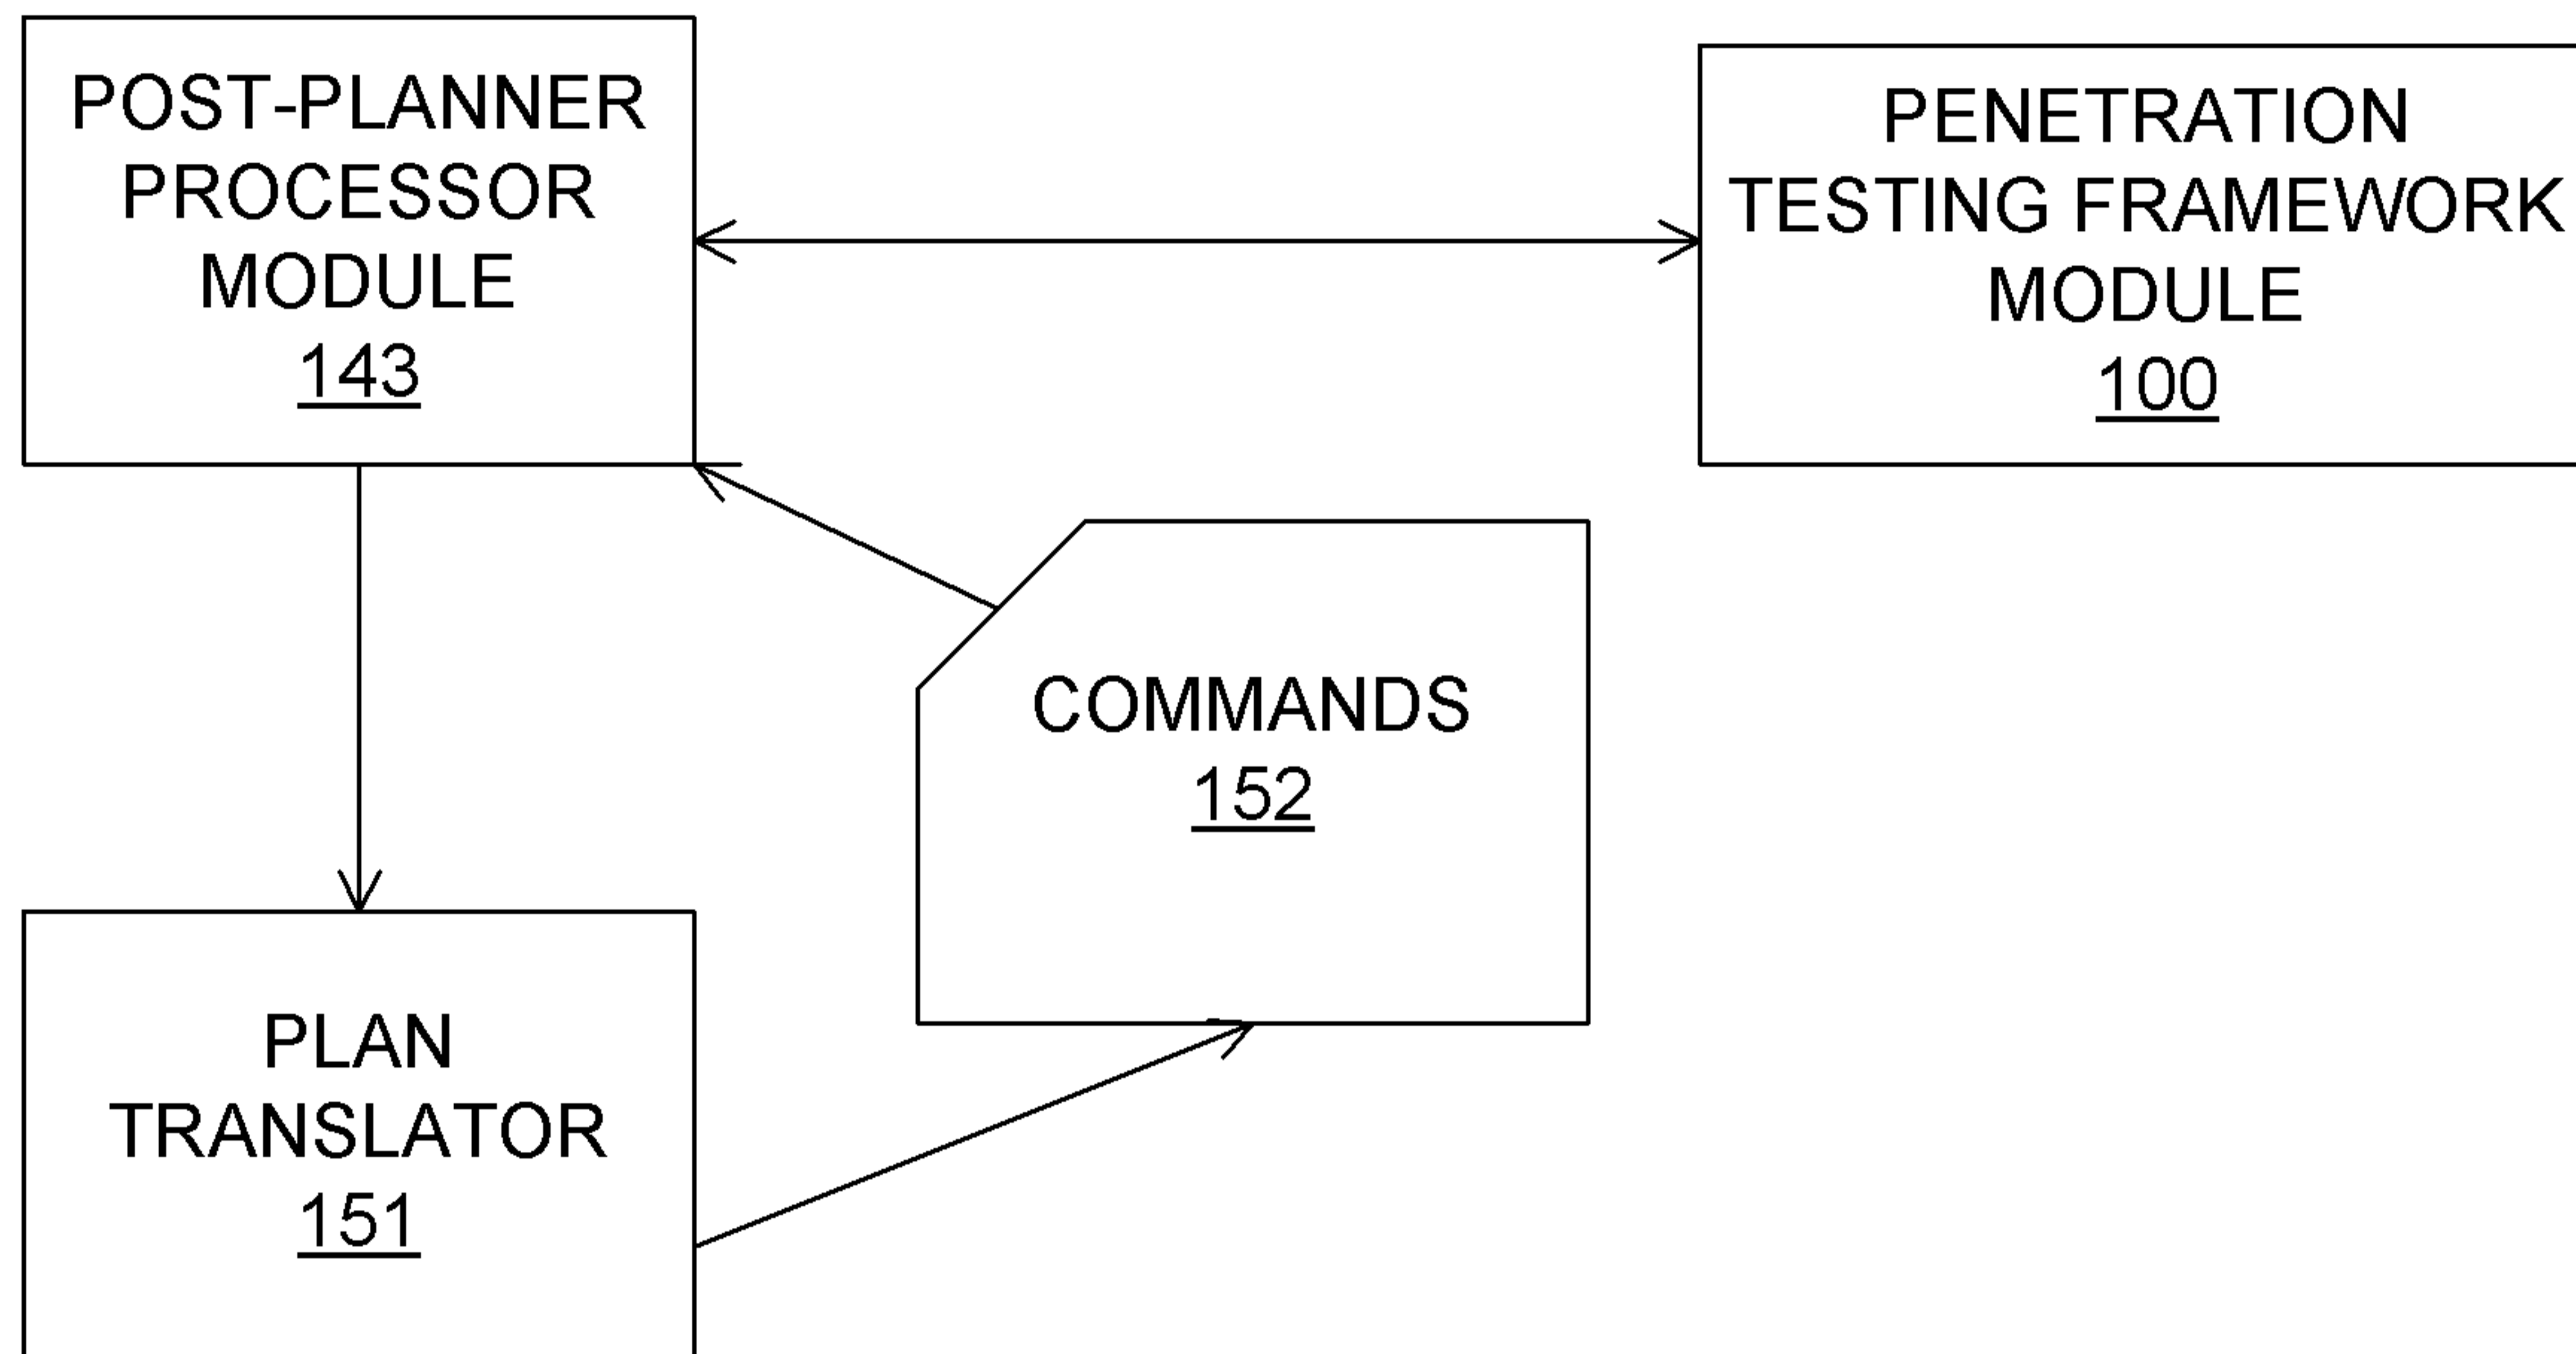 POST-PLANNER
PROCESSOR
MODULE
143
PENETRATION
TESTING FRAMEWORK
MODULE
100
COMMANDS
152
PLAN
TRANSLATOR
151